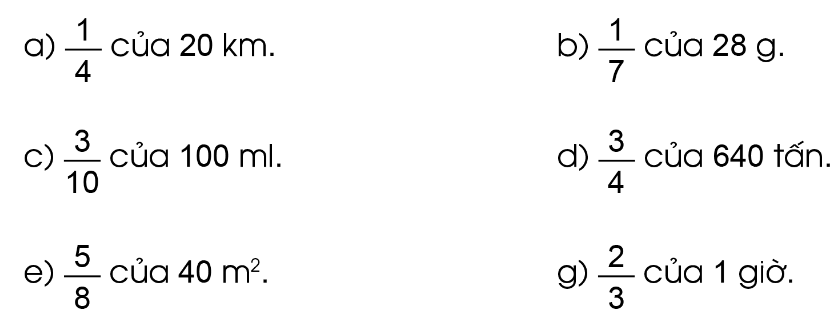 a) 1/4 của 20 km.
b) 1/7 của 28 g.
c) 3/10 của 100 ml.
d) 3/4 của 640 tấn.
e) 5/8 của 40 m².
g) 2/3 của 1 giờ.